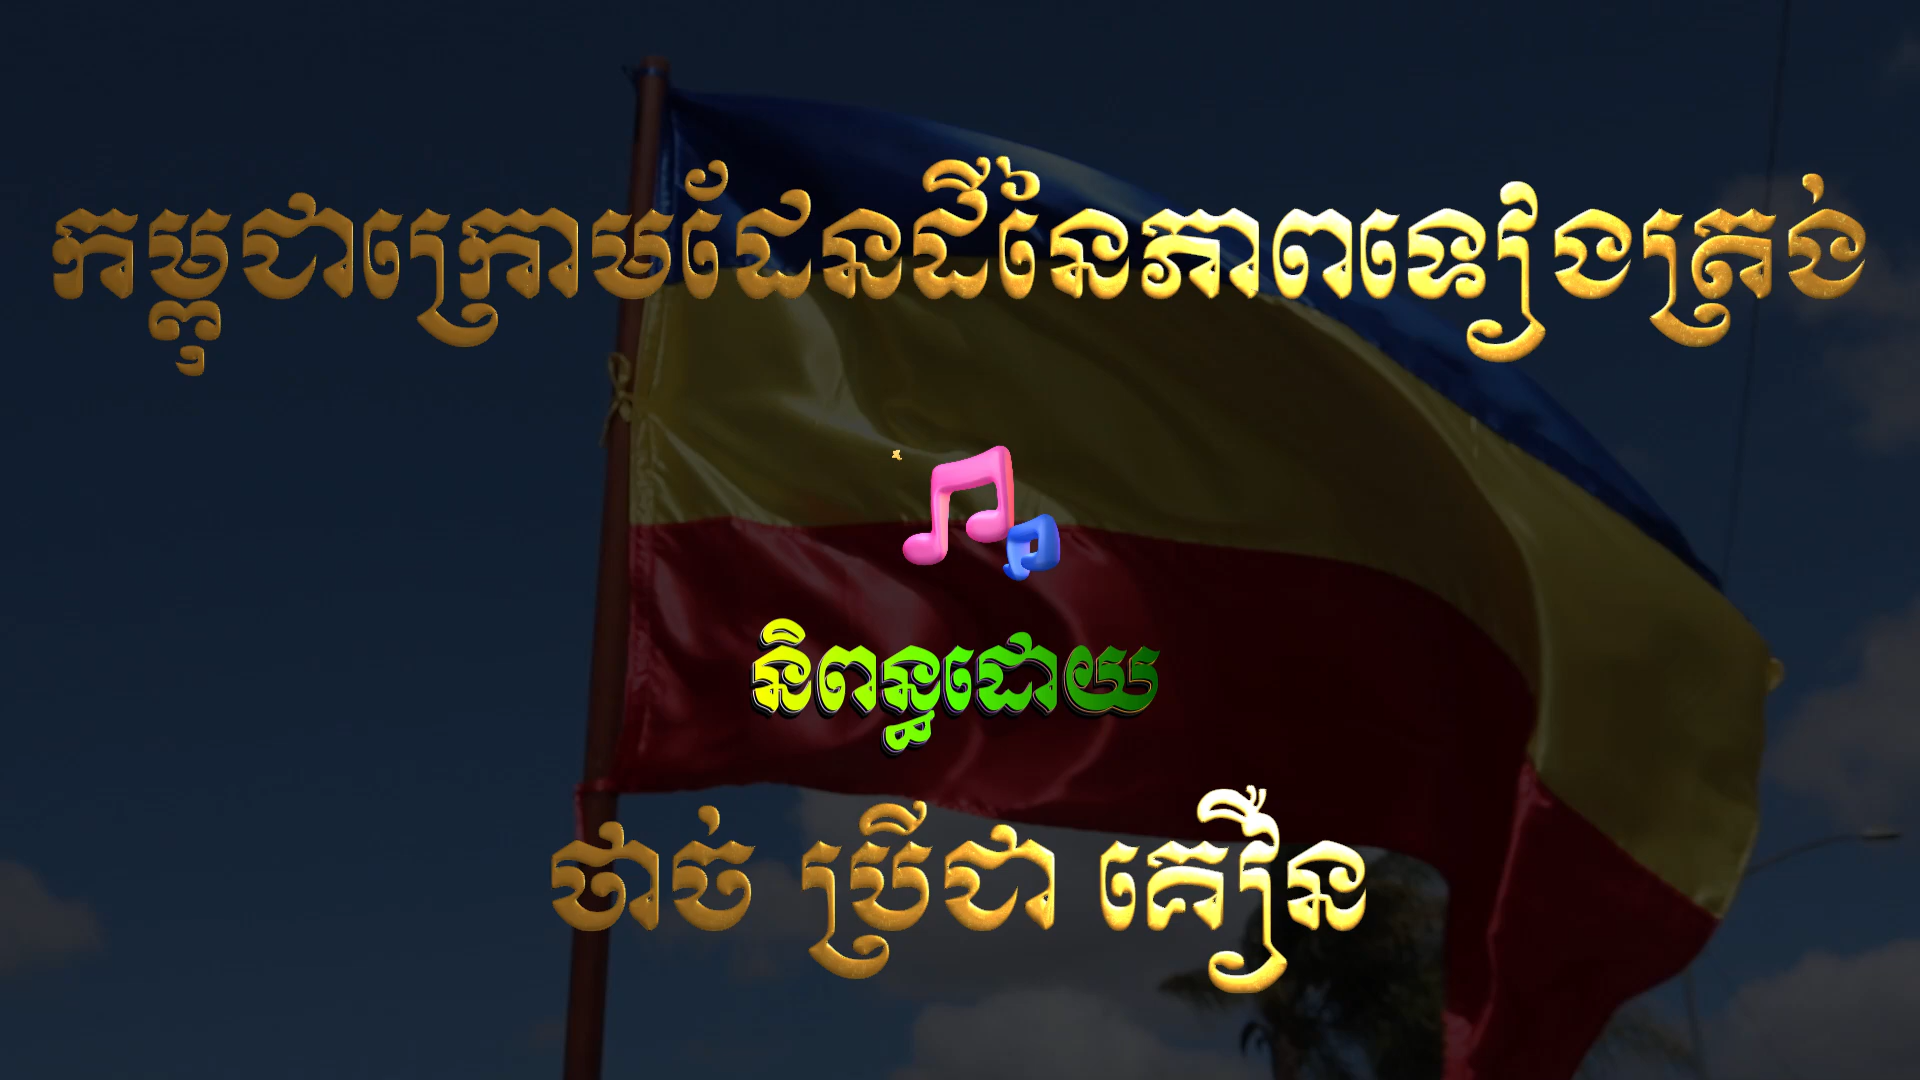 កម្ពុជាក្រោមដែនដីនៃភាពទៀងត្រង់
និពន្ធដោយ
ថាច់ ប្រីជា គឿន